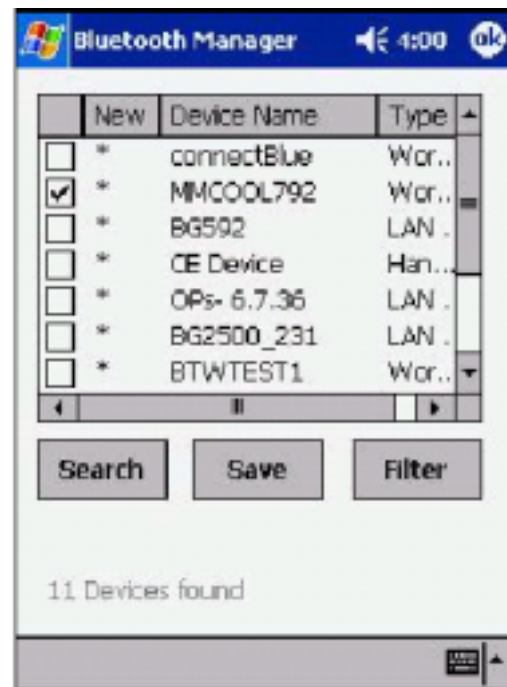 Bluetooth Manager 4:00 ok
New Device Name Type
* connectBlue Wor..
* MMCOOL792 Wor..
* BG592 LAN .
* CE Device Han...
* OPs- 6.7.36 LAN .
* BG2500_231 LAN .
* BTWTEST1 Wor..
Search Save Filter
11 Devices found